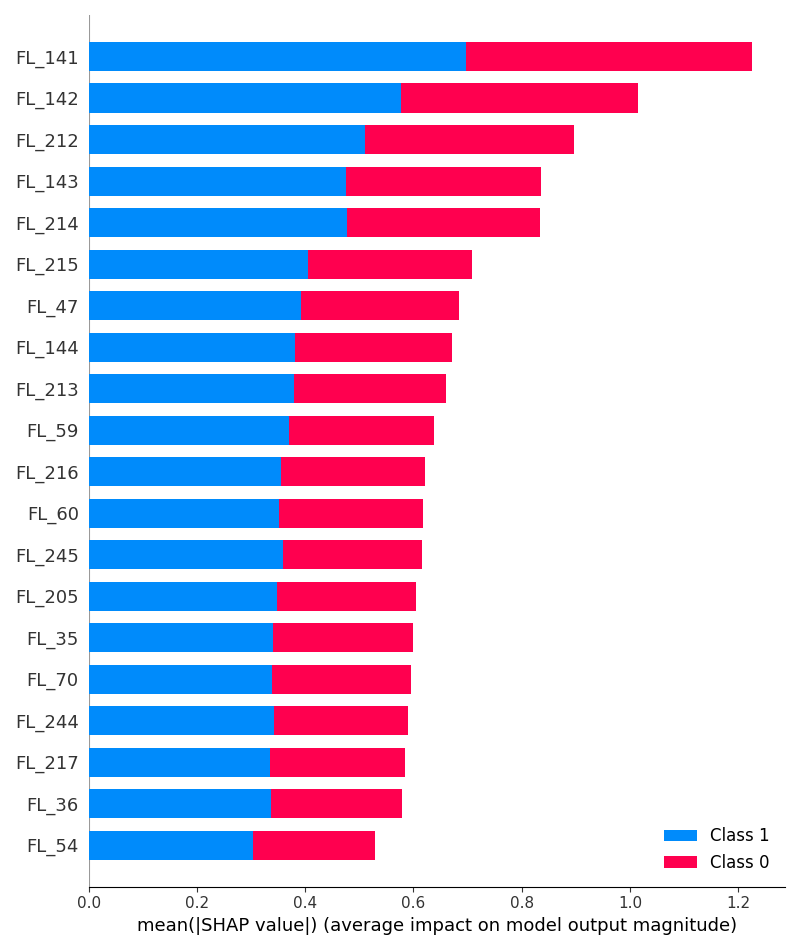 FL_141
FL_142
FL_212
FL_143
FL_214
FL_215
FL_47
FL_144
FL_213
FL_59
FL_216
FL_60
FL_245
FL_205
FL_35
FL_70
FL_244
FL_217
FL_36
FL_54
Class 1
Class 0
0.0 0.2 0.4 0.6 0.8 1.0 1.2
mean(|SHAP value|) (average impact on model output magnitude)